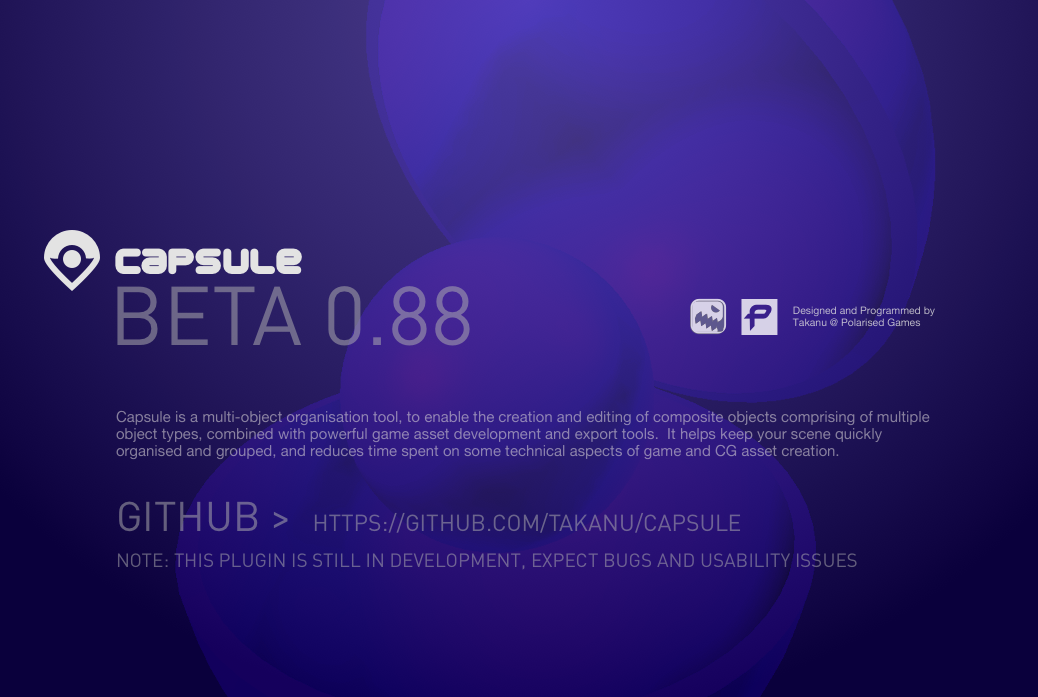 capsule
BETA 0.88
Designed and Programmed by
Takanu @ Polarised Games
Capsule is a multi-object organisation tool, to enable the creation and editing of composite objects comprising of multiple
object types, combined with powerful game asset development and export tools.  It helps keep your scene quickly
organised and grouped, and reduces time spent on some technical aspects of game and CG asset creation.
GITHUB > HTTPS://GITHUB.COM/TAKANU/CAPSULE
NOTE: THIS PLUGIN IS STILL IN DEVELOPMENT, EXPECT BUGS AND USABILITY ISSUES